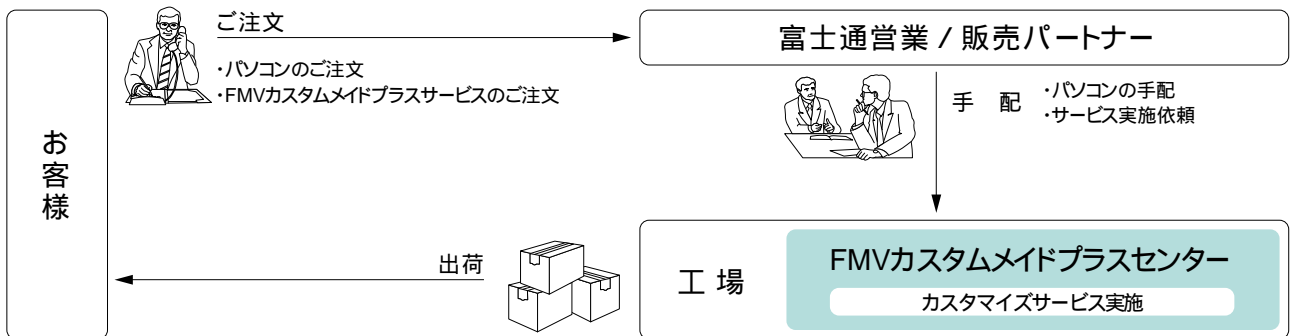 お客様
ご注文
・パソコンのご注文
・FMVカスタムメイドプラスサービスのご注文
富士通営業 / 販売パートナー
手 配
・パソコンの手配
・サービス実施依頼
工 場
FMVカスタムメイドプラスセンター
カスタマイズサービス実施
出荷